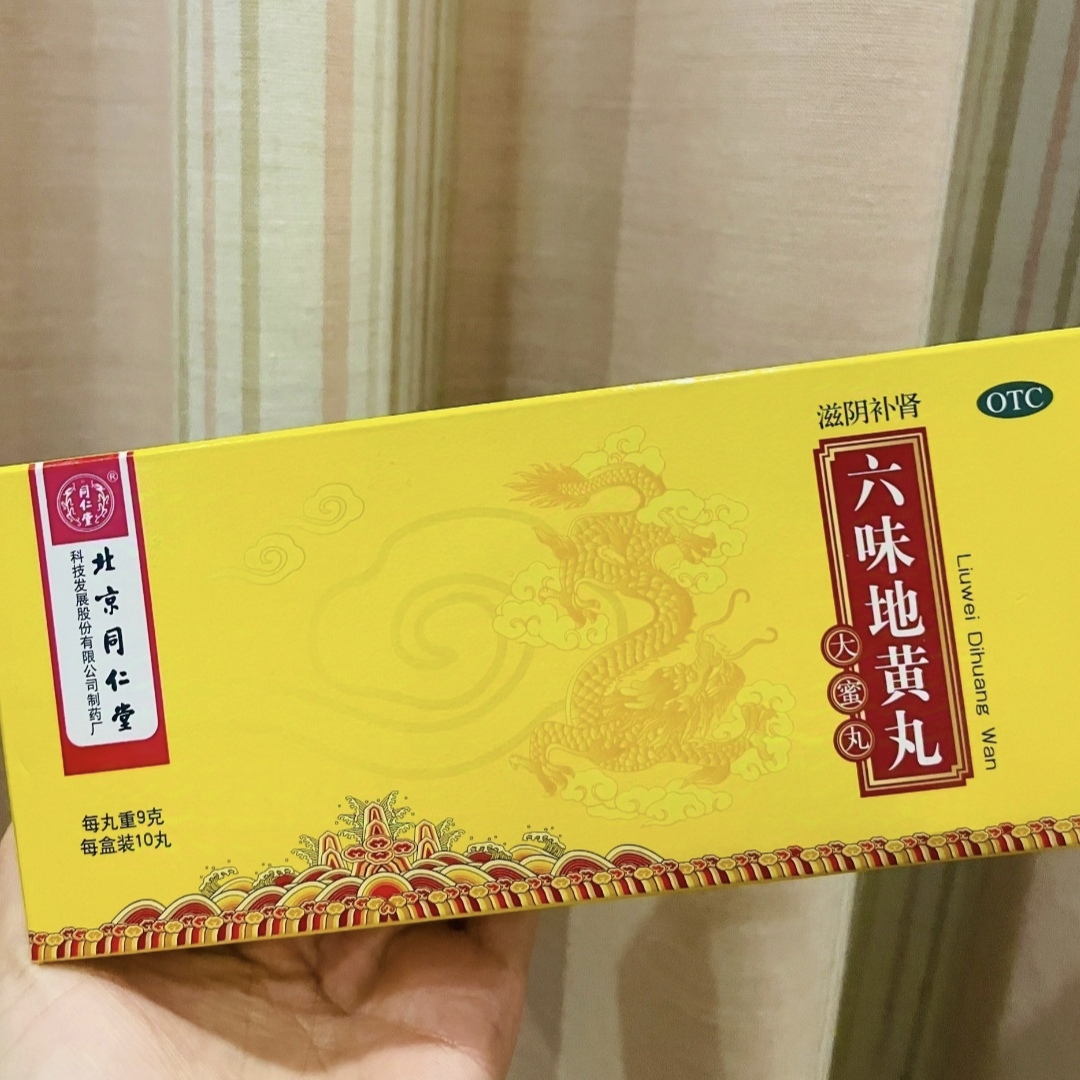 同仁堂
®
北京同仁堂
科技发展股份有限公司制药厂
每丸重9克
每盒装10丸
滋阴补肾
OTC
六味地黄丸
大蜜丸
Liuwei Dihuang Wan